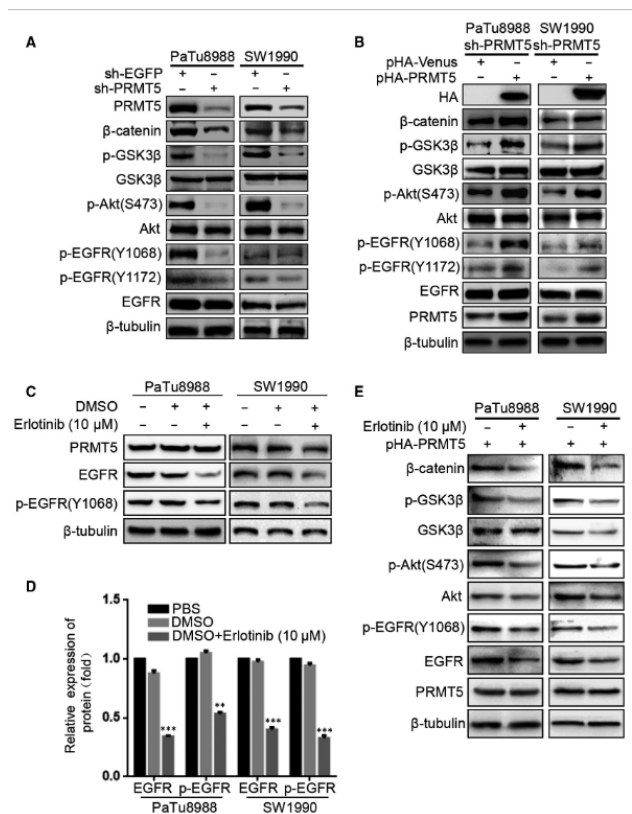 A
PaTu8988 SW1990
sh-EGFP + − + −
sh-PRMT5 − + − +
PRMT5
β-catenin
p-GSK3β
GSK3β
p-Akt(S473)
Akt
p-EGFR(Y1068)
p-EGFR(Y1172)
EGFR
β-tubulin
B
PaTu8988 SW1990
sh-PRMT5 sh-PRMT5
pHA-Venus + − + −
pHA-PRMT5 − + − +
HA
β-catenin
p-GSK3β
GSK3β
p-Akt(S473)
Akt
p-EGFR(Y1068)
p-EGFR(Y1172)
EGFR
PRMT5
β-tubulin
C
PaTu8988 SW1990
DMSO − + + − + +
Erlotinib (10 μM) − − + − − +
PRMT5
EGFR
p-EGFR(Y1068)
β-tubulin
D
PBS
DMSO
DMSO+Erlotinib (10 μM)
Relative expression of
protein (fold)
1.5
1.0
0.5
0.0
*** ** *** ***
EGFR p-EGFR EGFR p-EGFR
PaTu8988 SW1990
E
PaTu8988 SW1990
Erlotinib (10 μM) − + − +
pHA-PRMT5 + + + +
β-catenin
p-GSK3β
GSK3β
p-Akt(S473)
Akt
p-EGFR(Y1068)
EGFR
PRMT5
β-tubulin